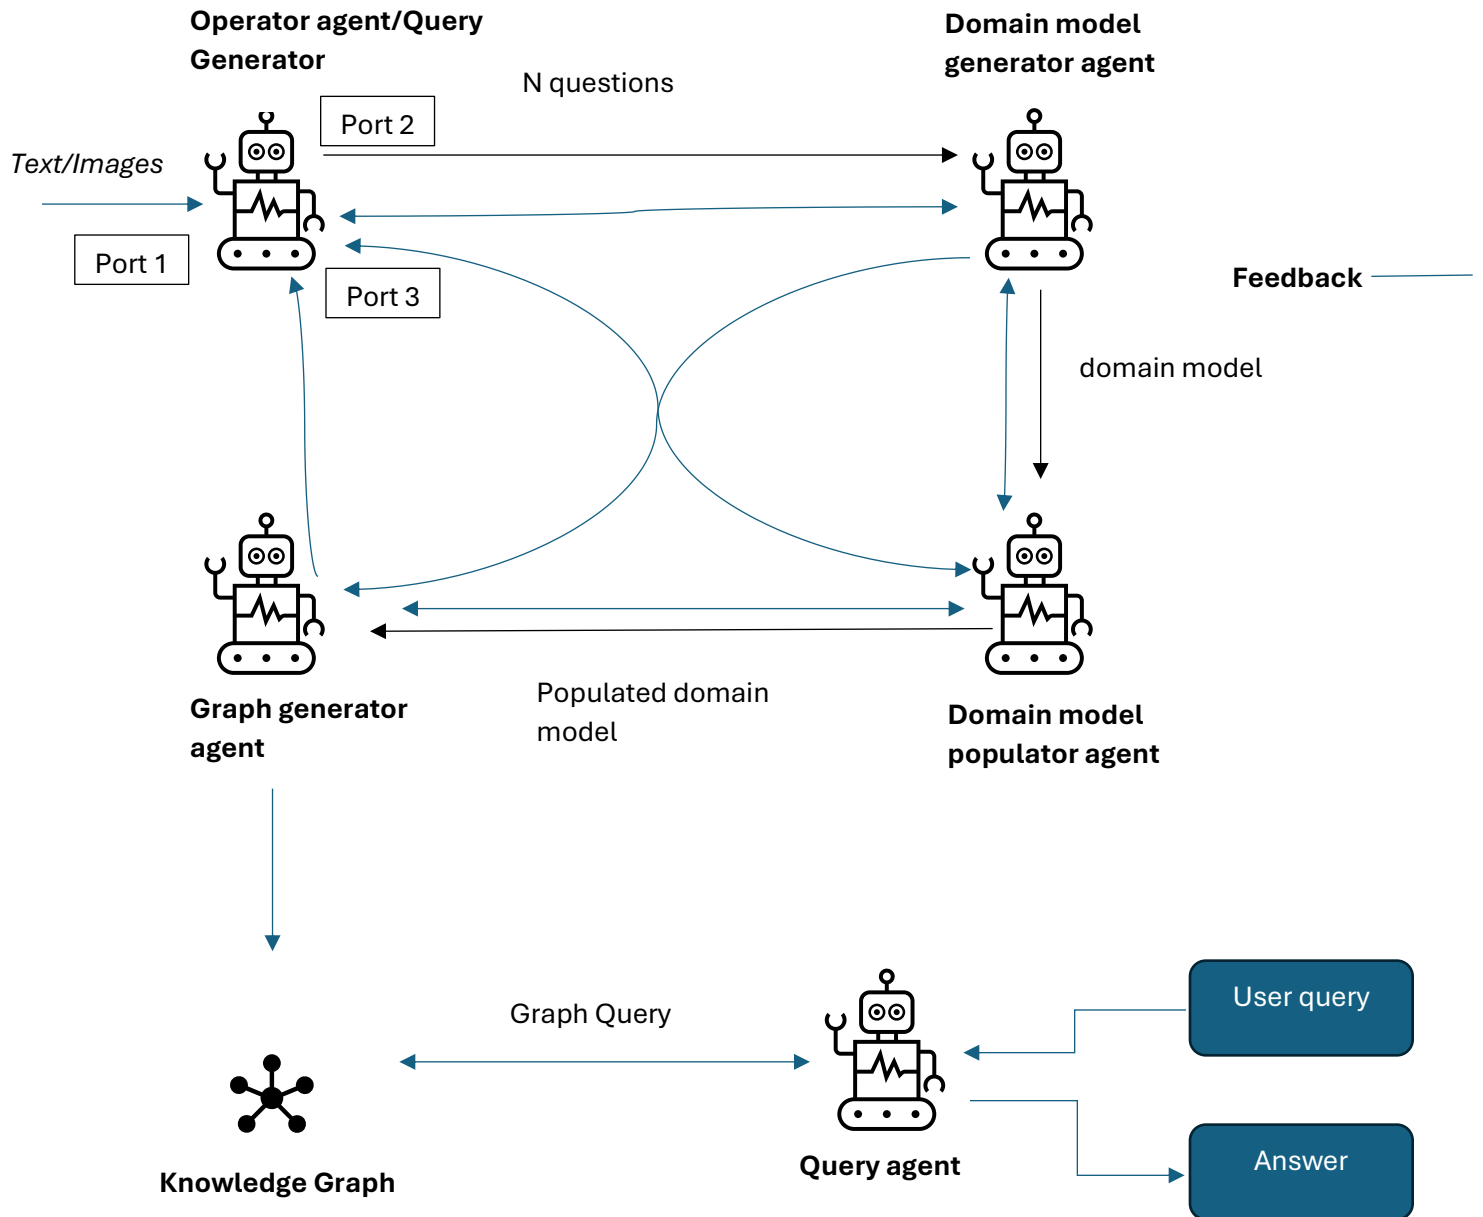 Operator agent/Query
Generator
Domain model
generator agent
N questions
Port 2
Text/Images
Port 1
Port 3
Feedback
domain model
Graph generator
agent
Populated domain
model
Domain model
populator agent
Graph Query
User query
Answer
Query agent
Knowledge Graph